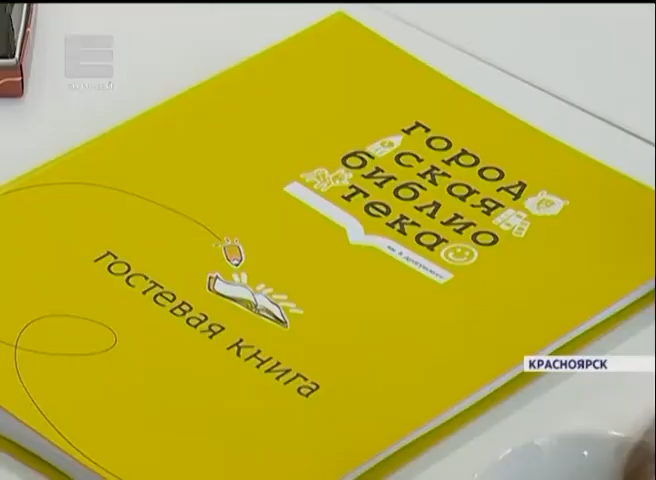 город
ская
библио
тека
гостевая книга
КРАСНОЯРСК